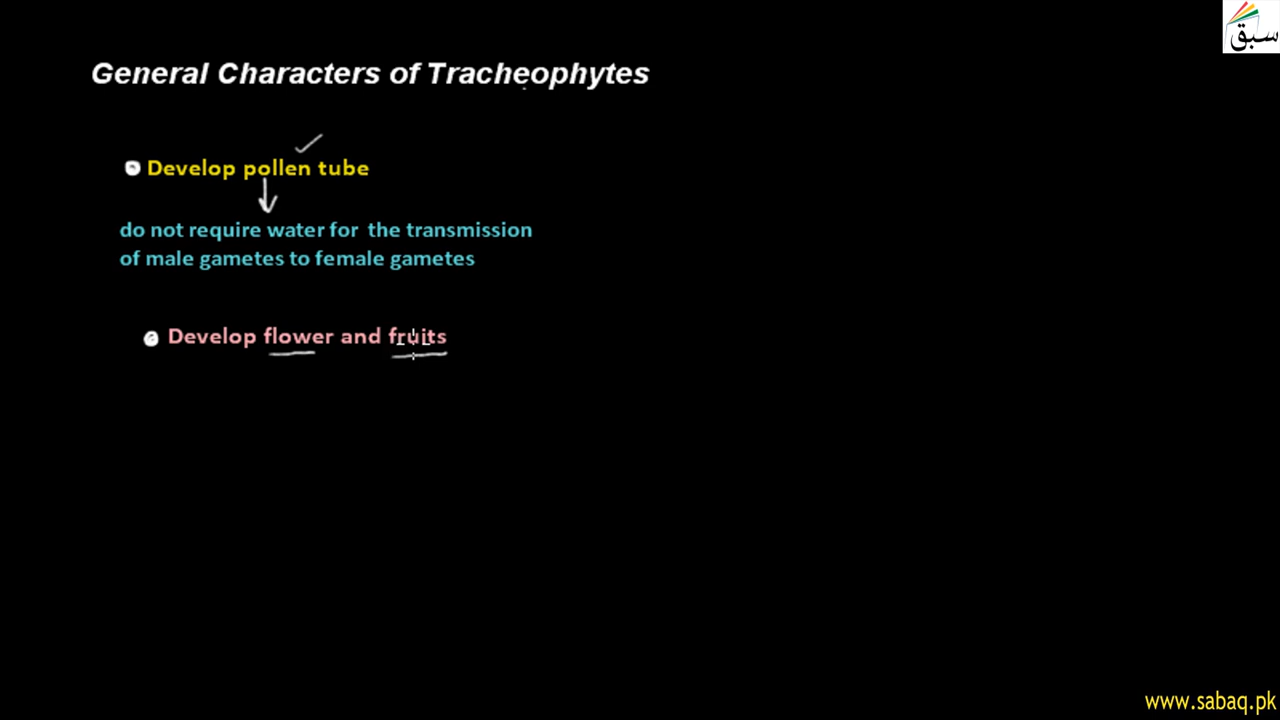 سبق
General Characters of Tracheophytes
Develop pollen tube
do not require water for the transmission
of male gametes to female gametes
Develop flower and fruits
www.sabaq.pk